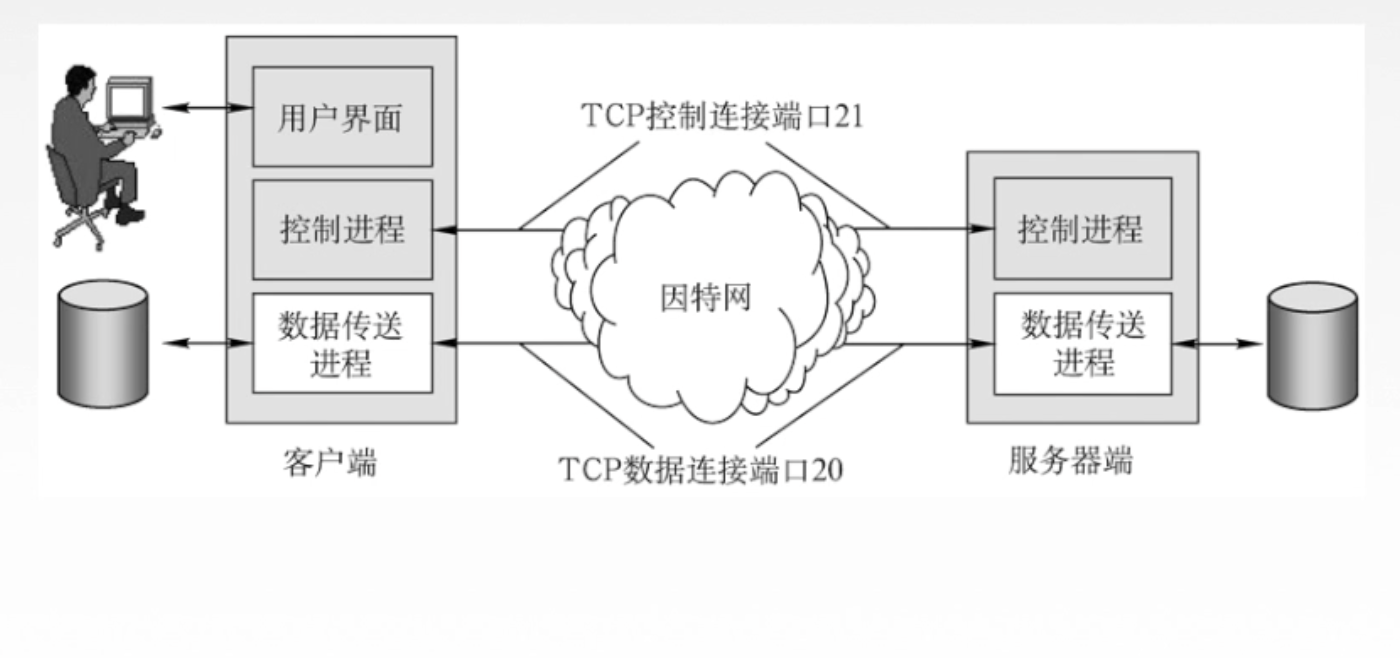 用户界面
TCP控制连接端口21
控制进程
控制进程
因特网
数据传送
进程
数据传送
进程
客户端
TCP数据连接端口20
服务器端